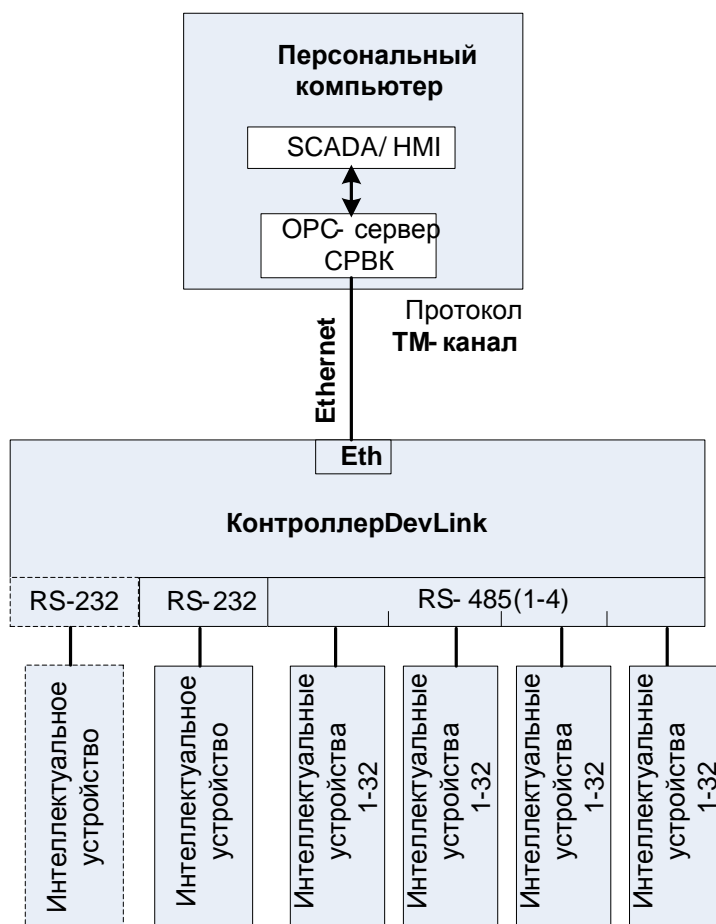 Персональный
компьютер
SCADA/ HMI
OPC- сервер
СРВК
Протокол
ТМ- канал
Ethernet
Eth
КонтроллерDevLink
RS-232
RS-232
RS- 485(1-4)
Интеллектуальное
устройство
Интеллектуальное
устройство
Интеллектуальные
устройства
1-32
Интеллектуальные
устройства
1-32
Интеллектуальные
устройства
1-32
Интеллектуальные
устройства
1-32